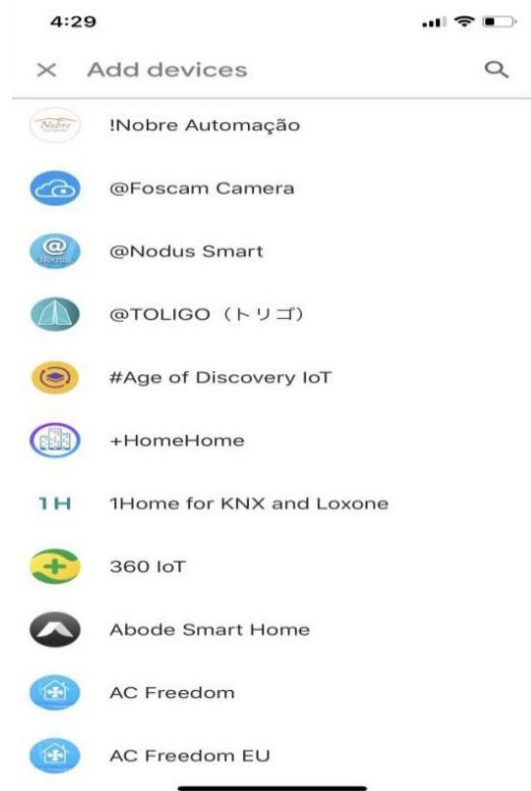 4:29
Add devices
Nobre
!Nobre Automação
@Foscam Camera
@
@Nodus Smart
@TOLIGO（トリゴ）
#Age of Discovery IoT
+HomeHome
1H 1Home for KNX and Loxone
360 IoT
Abode Smart Home
AC Freedom
AC Freedom EU